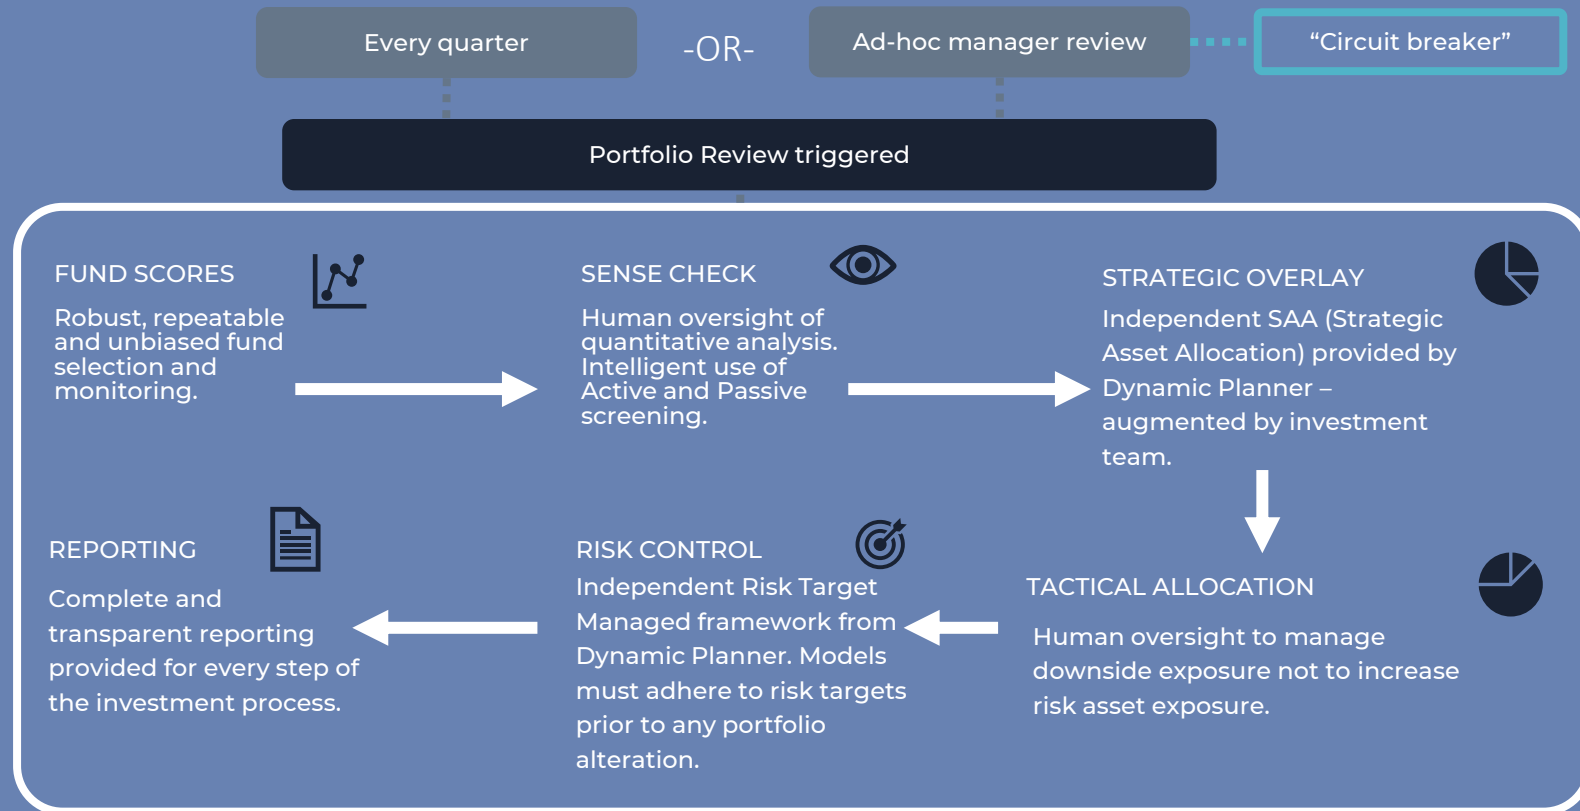 Every quarter
-OR-
Ad-hoc manager review
“Circuit breaker”
Portfolio Review triggered
FUND SCORES
Robust, repeatable
and unbiased fund
selection and
monitoring.
SENSE CHECK
Human oversight of
quantitative analysis.
Intelligent use of
Active and Passive
screening.
STRATEGIC OVERLAY
Independent SAA (Strategic
Asset Allocation) provided by
Dynamic Planner –
augmented by investment
team.
TACTICAL ALLOCATION
Human oversight to manage
downside exposure not to increase
risk asset exposure.
RISK CONTROL
Independent Risk Target
Managed framework from
Dynamic Planner. Models
must adhere to risk targets
prior to any portfolio
alteration.
REPORTING
Complete and
transparent reporting
provided for every step of
the investment process.